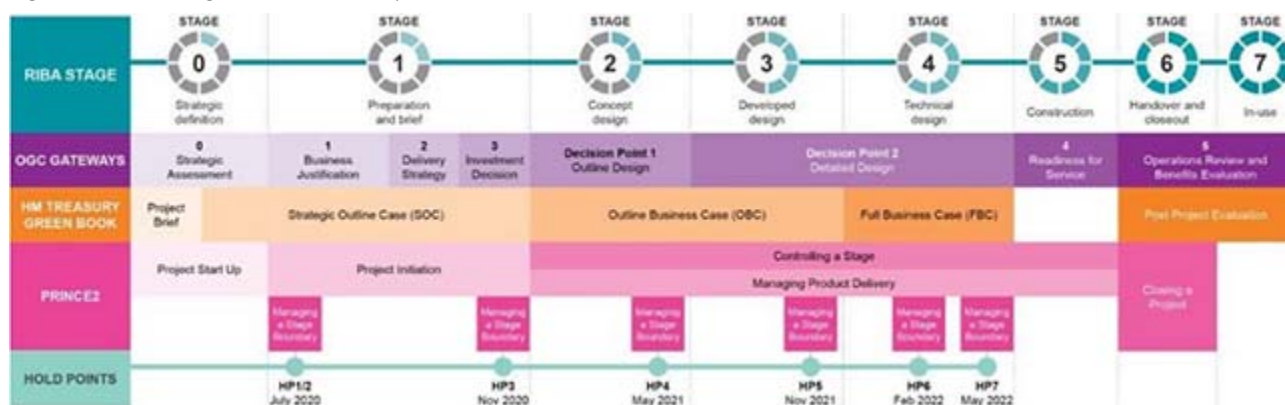 STAGE STAGE STAGE STAGE STAGE STAGE STAGE STAGE
RIBA STAGE
0 1 2 3 4 5 6 7
Strategic
definition
Preparation
and brief
Concept
design
Developed
design
Technical
design
Construction
Handover and
closeout
In-use
OGC GATEWAYS
0
Strategic
Assessment
1
Business
Justification
2
Delivery
Strategy
3
Investment
Decision
Decision Point 1
Outline Design
Decision Point 2
Detailed Design
4
Readiness for
Service
5
Operations Review and
Benefits Evaluation
HM TREASURY
GREEN BOOK
Project
Brief
Strategic Outline Case (SOC)
Outline Business Case (OBC)
Full Business Case (FBC)
Post Project Evaluation
PRINCE2
Project Start Up
Project Initiation
Controlling a Stage
Managing Product Delivery
Closing a
Project
Managing
a Stage
Boundary
Managing
a Stage
Boundary
Managing
a Stage
Boundary
Managing
a Stage
Boundary
Managing
a Stage
Boundary
Managing
a Stage
Boundary
HOLD POINTS
HP1/2
July 2020
HP3
Nov 2020
HP4
May 2021
HP5
Nov 2021
HP6
Feb 2022
HP7
May 2022